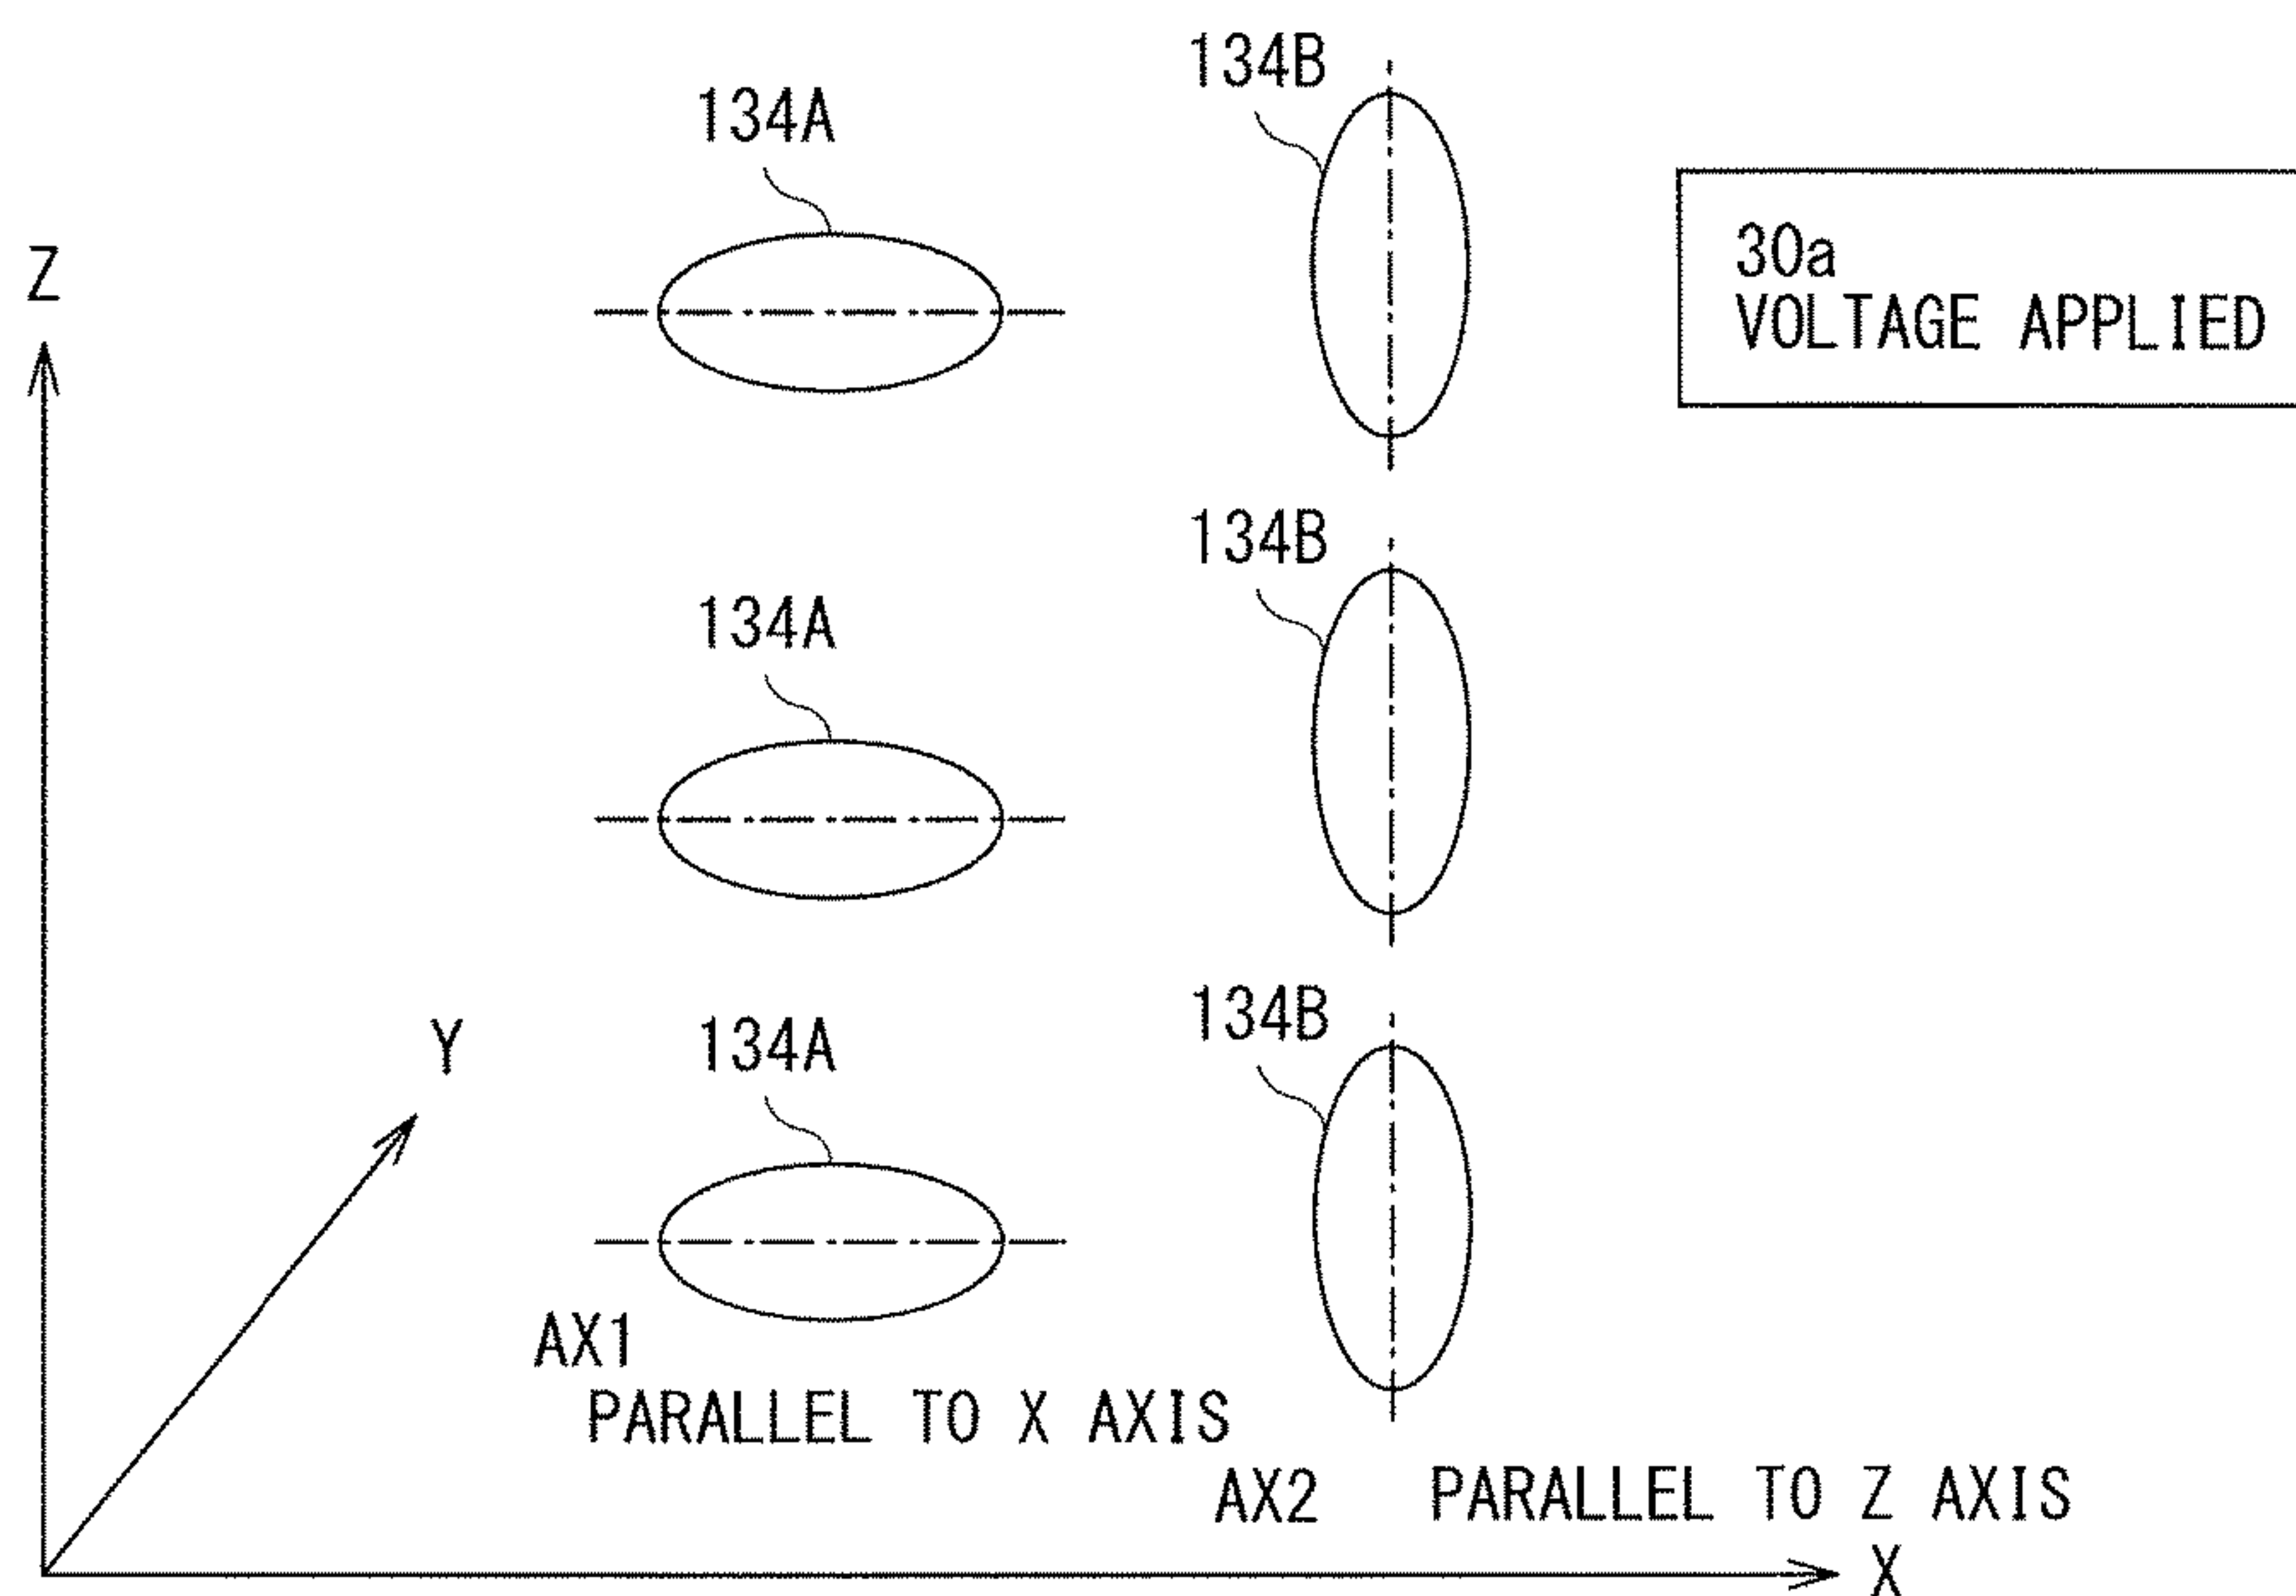 134B
134A
Z
30a
VOLTAGE APPLIED
134B
134A
134B
Y
134A
AX1
PARALLEL TO X AXIS
AX2 PARALLEL TO Z AXIS
X